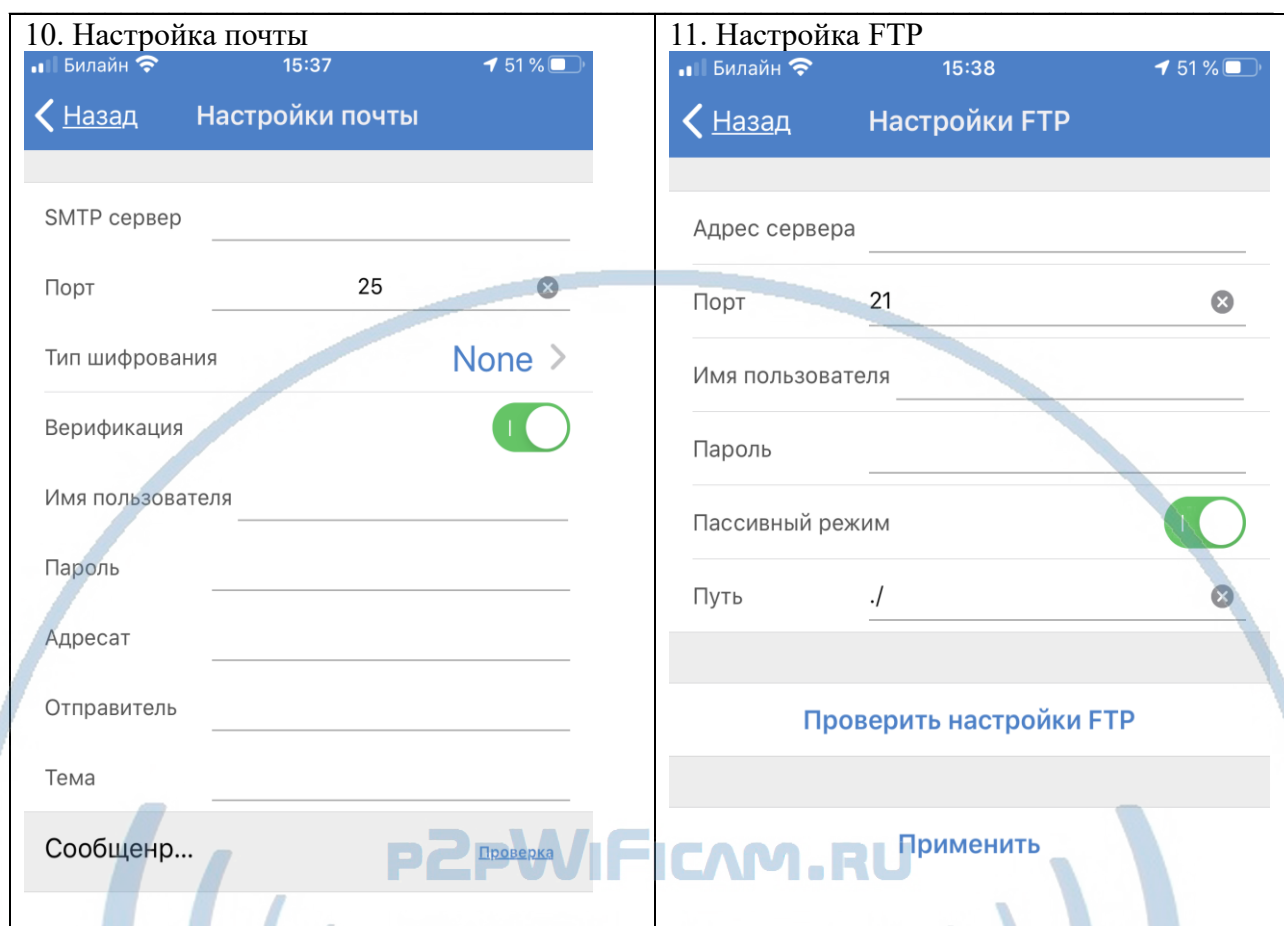 10. Настройка почты
Билайн 15:37 51 %
Назад Настройки почты
SMTP сервер
Порт 25
Тип шифрования None
Верификация
Имя пользователя
Пароль
Адресат
Отправитель
Тема
Сообщенр... Проверка
11. Настройка FTP
Билайн 15:38 51 %
Назад Настройки FTP
Адрес сервера
Порт 21
Имя пользователя
Пароль
Пассивный режим
Путь ./
Проверить настройки FTP
Применить
P2PWIFICAM.RU